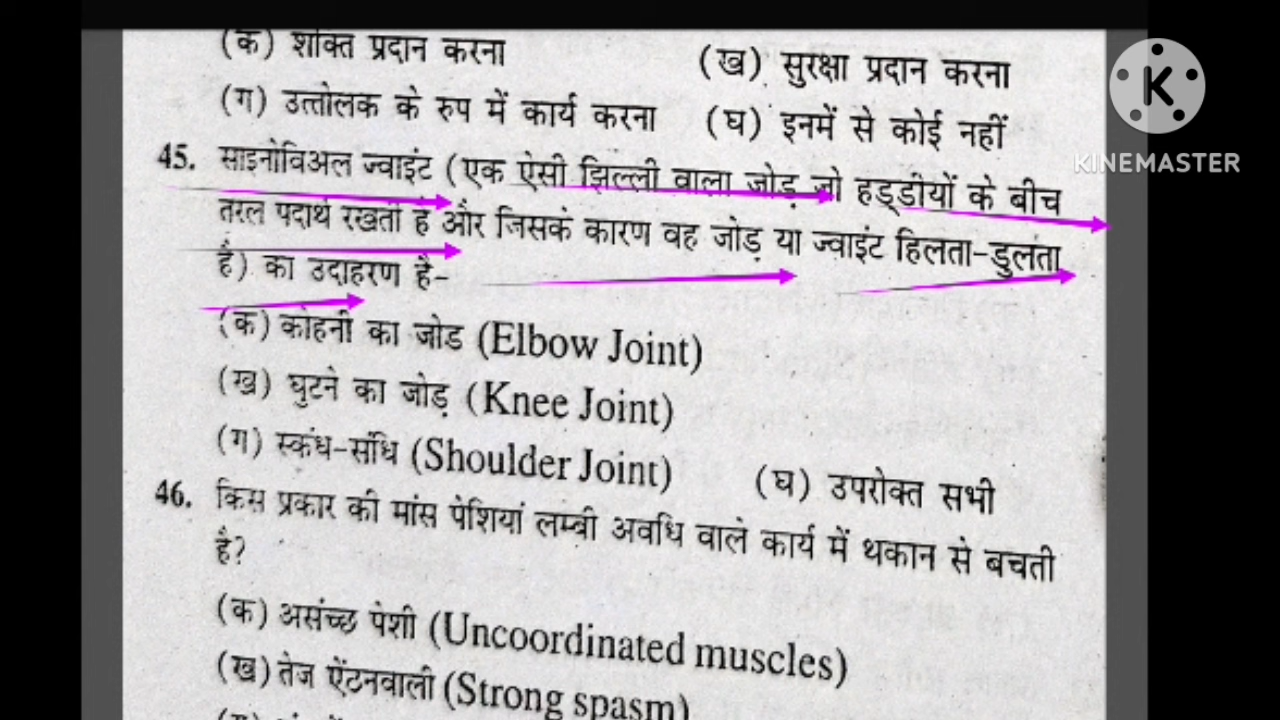 (क) शक्ति प्रदान करना (ख) सुरक्षा प्रदान करना
(ग) उत्तोलक के रुप में कार्य करना (घ) इनमें से कोई नहीं
KINEMASTER
45. साइनोविअल ज्वाइंट (एक ऐसी झिल्ली वाला जोड़ जो हड्डीयों के बीच
तरल पदार्थ रखती है और जिसके कारण वह जोड़ या ज्वाइंट हिलता-डुलता
है) का उदाहरण है-
(क) कोहनी का जोड (Elbow Joint)
(ख) घुटने का जोड़ (Knee Joint)
(ग) स्कंध-संधि (Shoulder Joint) (घ) उपरोक्त सभी
46. किस प्रकार की मांस पेशियां लम्बी अवधि वाले कार्य में थकान से बचती
है?
(क) असंच्छ पेशी (Uncoordinated muscles)
(ख) तेज ऐंटनवाली (Strong spasm)